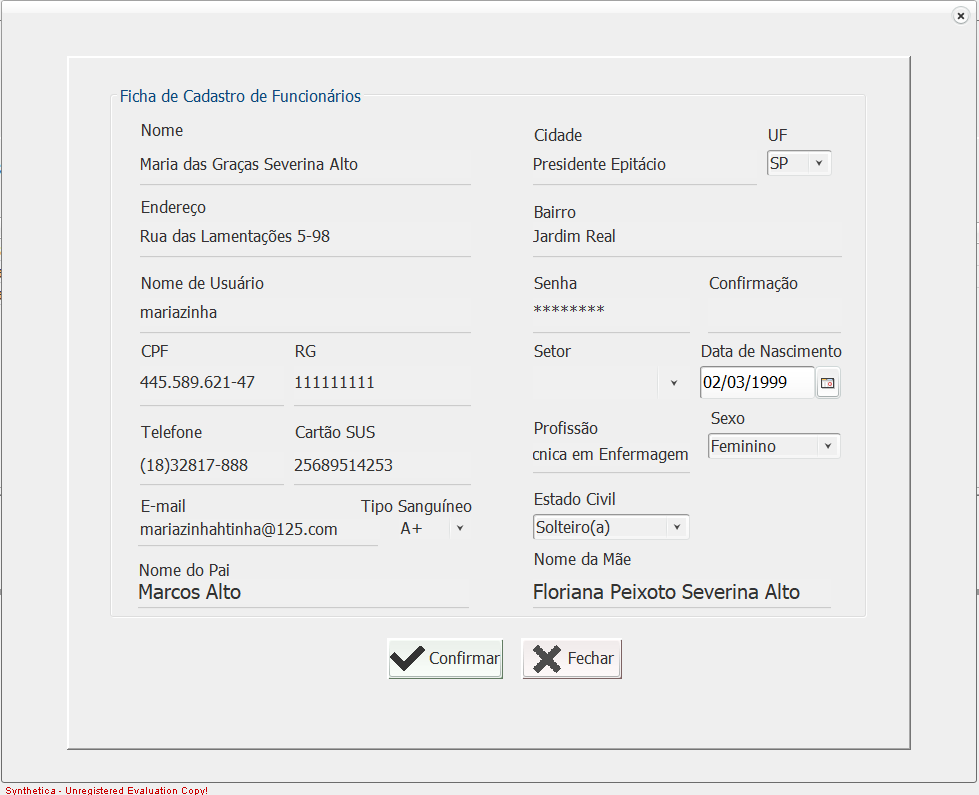 Ficha de Cadastro de Funcionários
Nome
Maria das Graças Severina Alto
Cidade
UF
Presidente Epitácio
SP
Endereço
Rua das Lamentações 5-98
Bairro
Jardim Real
Nome de Usuário
mariazinha
Senha
Confirmação
********
CPF
RG
445.589.621-47
111111111
Setor
Data de Nascimento
02/03/1999
Telefone
Cartão SUS
(18)32817-888
25689514253
Profissão
cnica em Enfermagem
Sexo
Feminino
E-mail
Tipo Sanguíneo
mariazinhahtinha@125.com
A+
Estado Civil
Solteiro(a)
Nome do Pai
Marcos Alto
Nome da Mãe
Floriana Peixoto Severina Alto
Confirmar
Fechar
Synthetica - Unregistered Evaluation Copy!